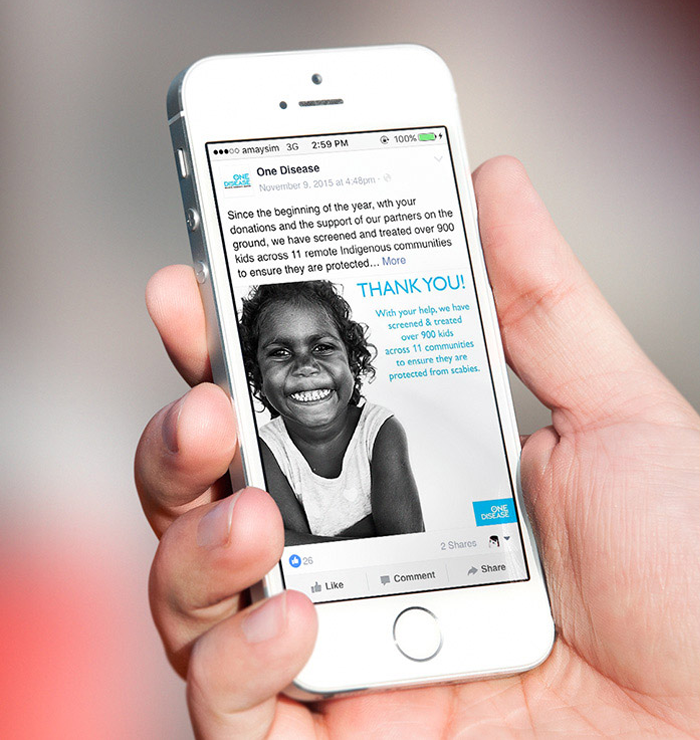 amaysim 3G 2:59 PM 100%
ONE
DISEASE
One Disease
November 9, 2015 at 4:48pm
Since the beginning of the year, wth your
donations and the support of our partners on the
ground, we have screened and treated over 900
kids across 11 remote Indigenous communities
to ensure they are protected... More
THANK YOU!
With your help, we have
screened & treated
over 900 kids
across 11 communities
to ensure they are
protected from scabies.
ONE
DISEASE
26
2 Shares
Like Comment Share